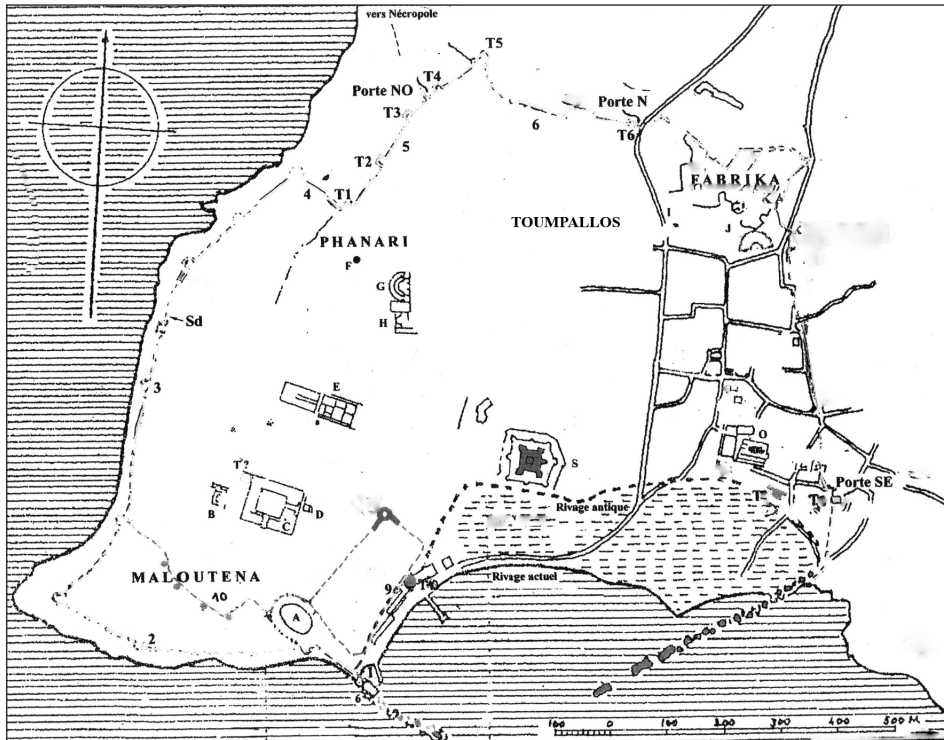 vers Nécropole
T5
T4
Porte NO
T3
Porte N
6
T6
5
T2
FABRIKA
4
T1
I
TOUMPALLOS
J
K
PHANARI
F
G
Sd
H
3
E
O
S
T?
Porte SE
T
T
B
C
D
Rivage antique
MALOUTENA
Rivage actuel
9
10
A
2
6
100 0 100 200 300 400 500 M